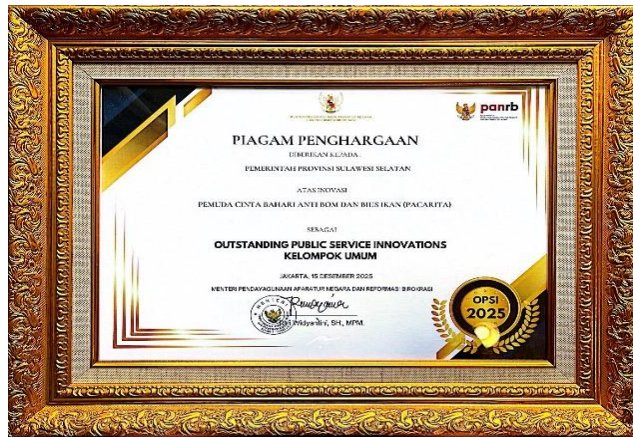 panrb
PIAGAM PENGHARGAAN
DIBERIKAN KEPADA :
PEMERINTAH PROVINSI SULAWESI SELATAN
ATAS INOVASI
PEMUDA CINTA BAHARI ANTI BOM DAN BIUS IKAN (PACARITA)
SEBAGAI
OUTSTANDING PUBLIC SERVICE INNOVATIONS
KELOMPOK UMUM
JAKARTA, 15 DESEMBER 2025
MENTERI PENDAYAGUNAAN APARATUR NEGARA DAN REFORMASI BIROKRASI
Widyantini, SH., MPM.
OPSI
2025